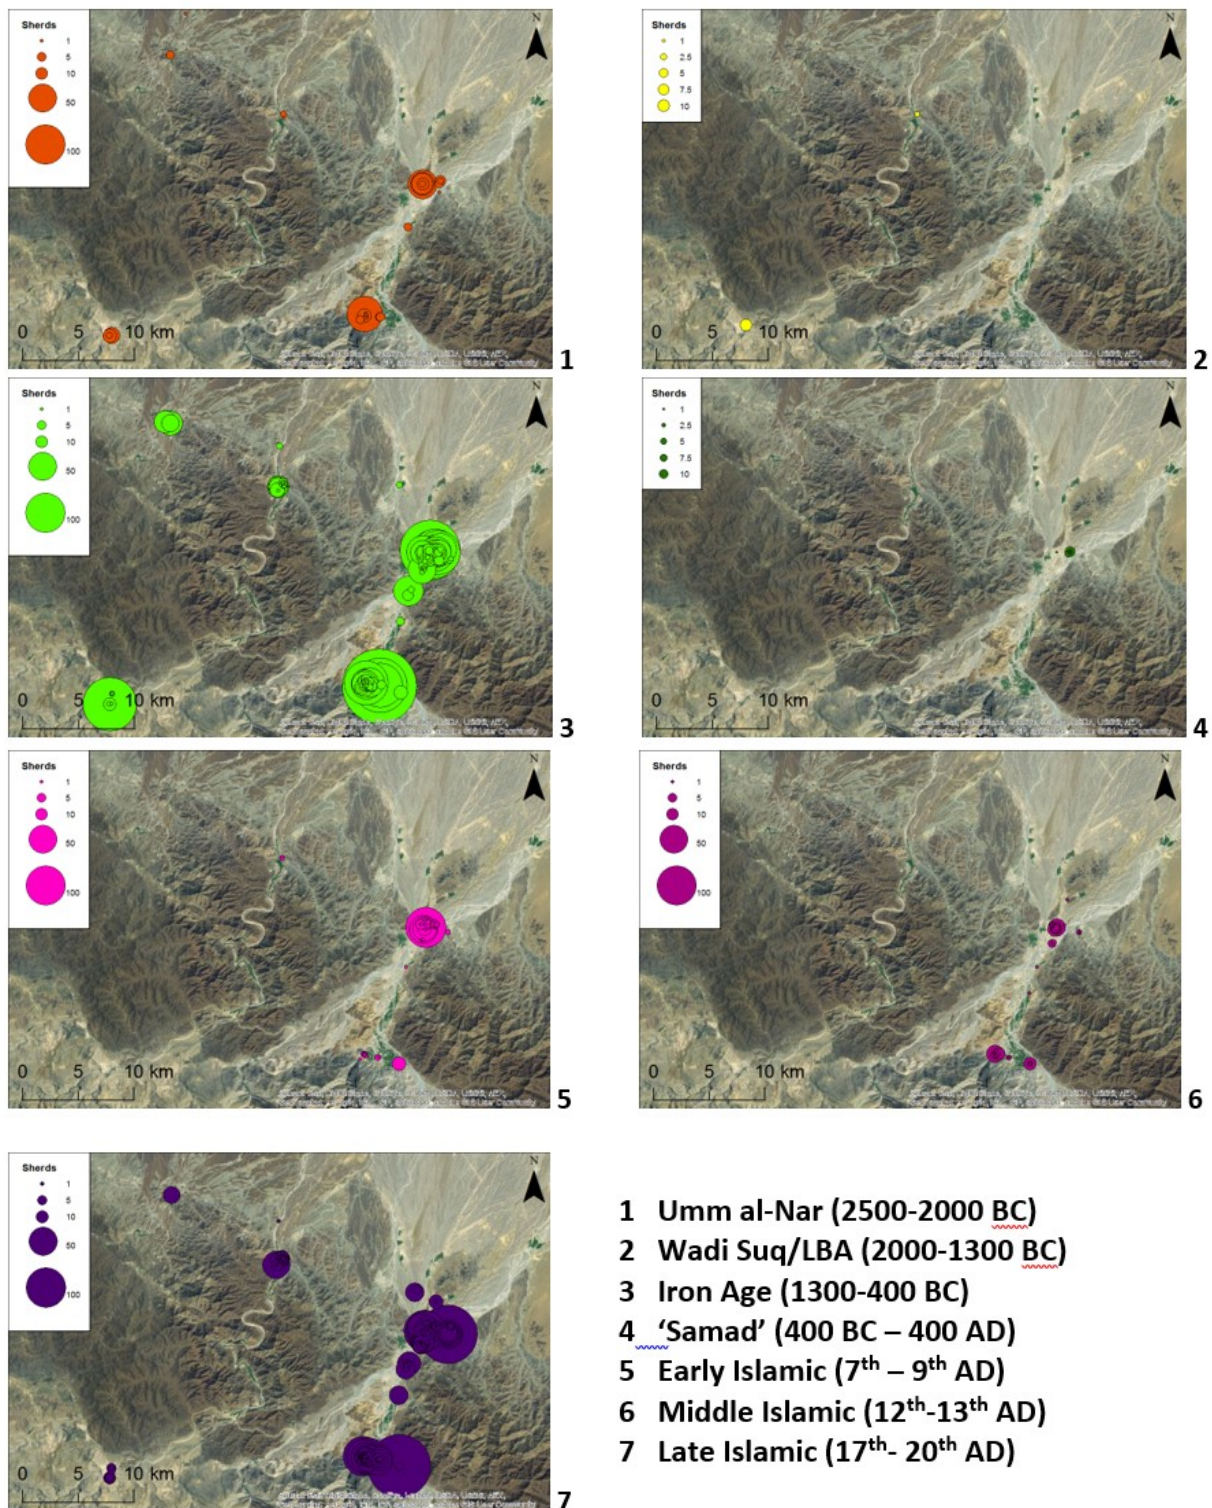 Sherds
1
5
10
50
100
N
0 5 10 km
1
Sherds
1
2.5
5
7.5
10
N
0 5 10 km
2
Sherds
1
5
10
50
100
N
0 5 10 km
3
Sherds
1
2.5
5
7.5
10
N
0 5 10 km
4
Sherds
1
5
10
50
100
N
0 5 10 km
5
Sherds
1
5
10
50
100
N
0 5 10 km
6
Sherds
1
5
10
50
100
N
0 5 10 km
7
1 Umm al-Nar (2500-2000 BC)
2 Wadi Suq/LBA (2000-1300 BC)
3 Iron Age (1300-400 BC)
4 ‘Samad’ (400 BC – 400 AD)
5 Early Islamic (7th – 9th AD)
6 Middle Islamic (12th-13th AD)
7 Late Islamic (17th- 20th AD)